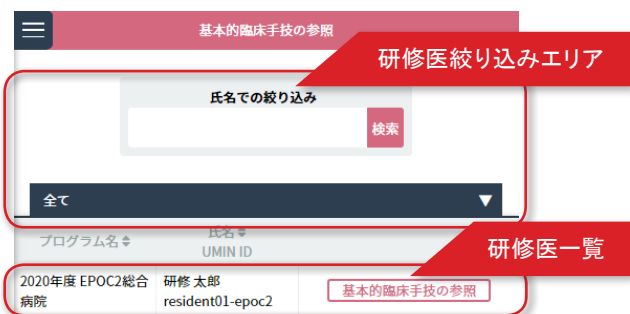 基本的臨床手技の参照
研修医絞り込みエリア
氏名での絞り込み
検索
全て
プログラム名
氏名
UMIN ID
研修医一覧
2020年度 EPOC2総合
病院
研修 太郎
resident01-epoc2
基本的臨床手技の参照